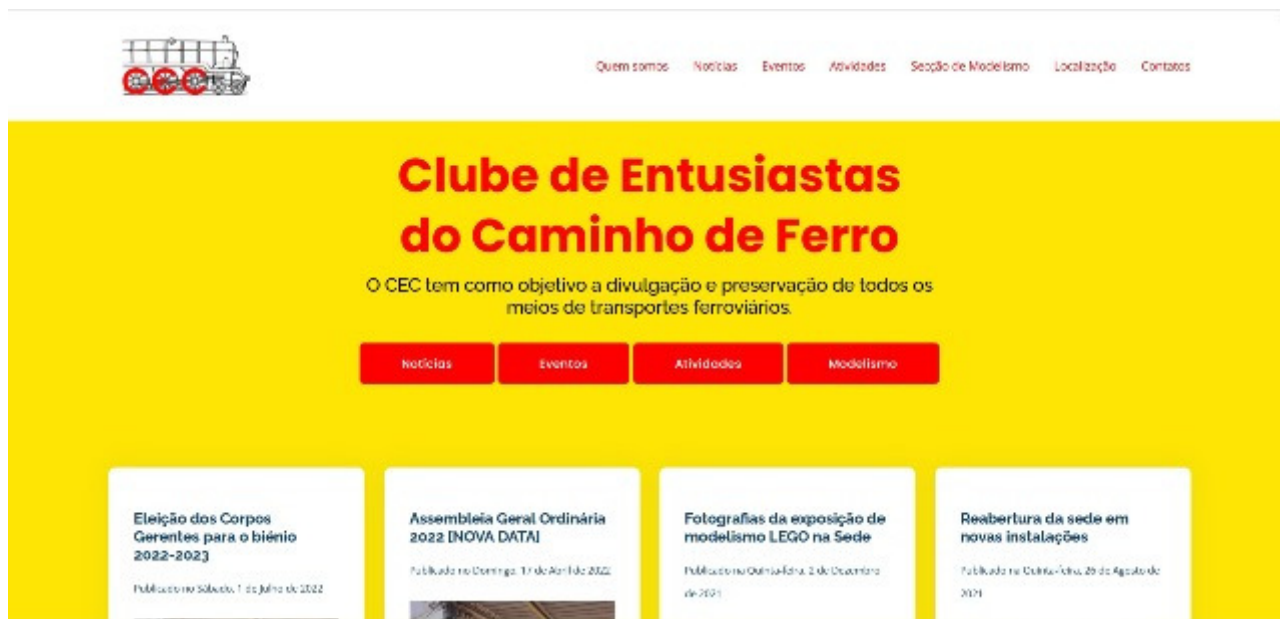 CEC
Quem somos Notícias Eventos Atividades Secção de Modelismo Localização Contatos
Clube de Entusiastas
do Caminho de Ferro
O CEC tem como objetivo a divulgação e preservação de todos os
meios de transportes ferroviários.
Notícias Eventos Atividades Modelismo
Eleição dos Corpos
Gerentes para o biénio
2022-2023
Publicado no Sábado, 1 de Julho de 2022
Assembleia Geral Ordinária
2022 [NOVA DATA]
Publicado no Domingo, 17 de Abril de 2022
Fotografias da exposição de
modelismo LEGO na Sede
Publicado na Quinta-feira, 2 de Dezembro
de 2021
Reabertura da sede em
novas instalações
Publicado na Quinta-feira, 26 de Agosto de
2021